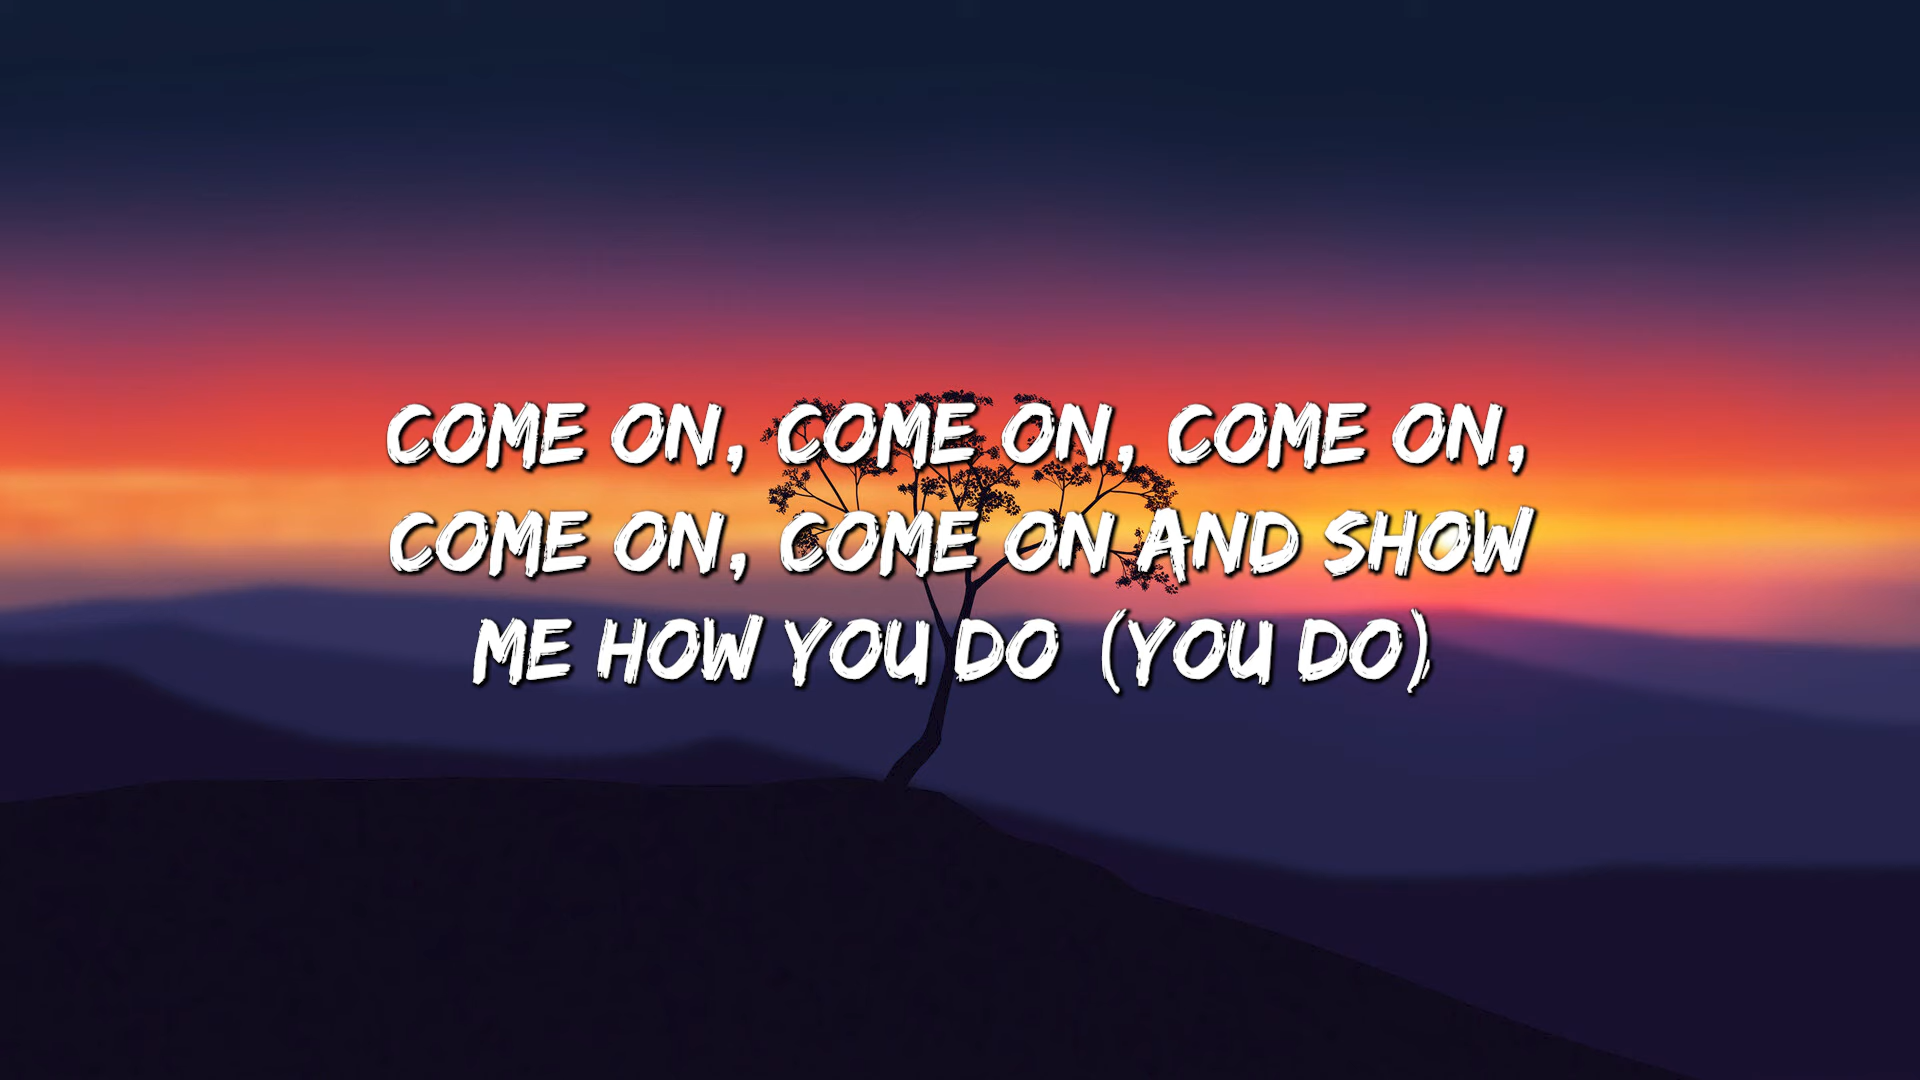 COME ON, COME ON, COME ON,
COME ON, COME ON AND SHOW
ME HOW YOU DO (YOU DO)